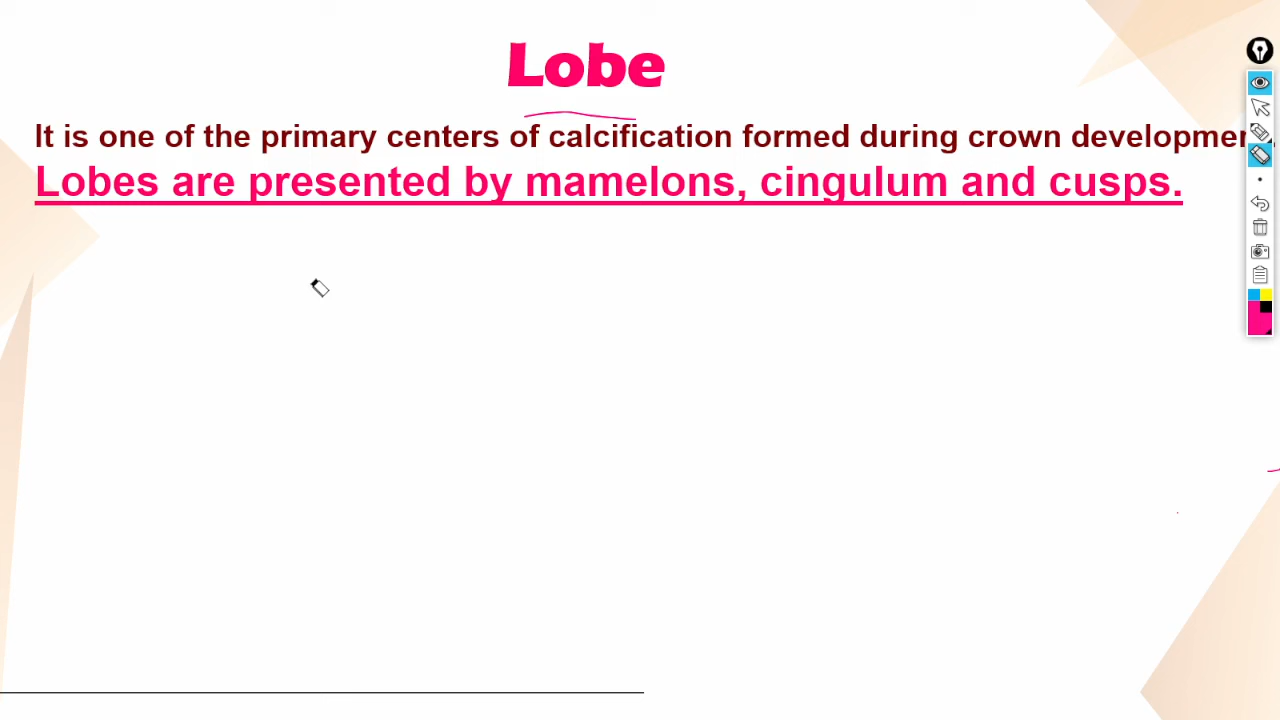 Lobe
It is one of the primary centers of calcification formed during crown development.
Lobes are presented by mamelons, cingulum and cusps.